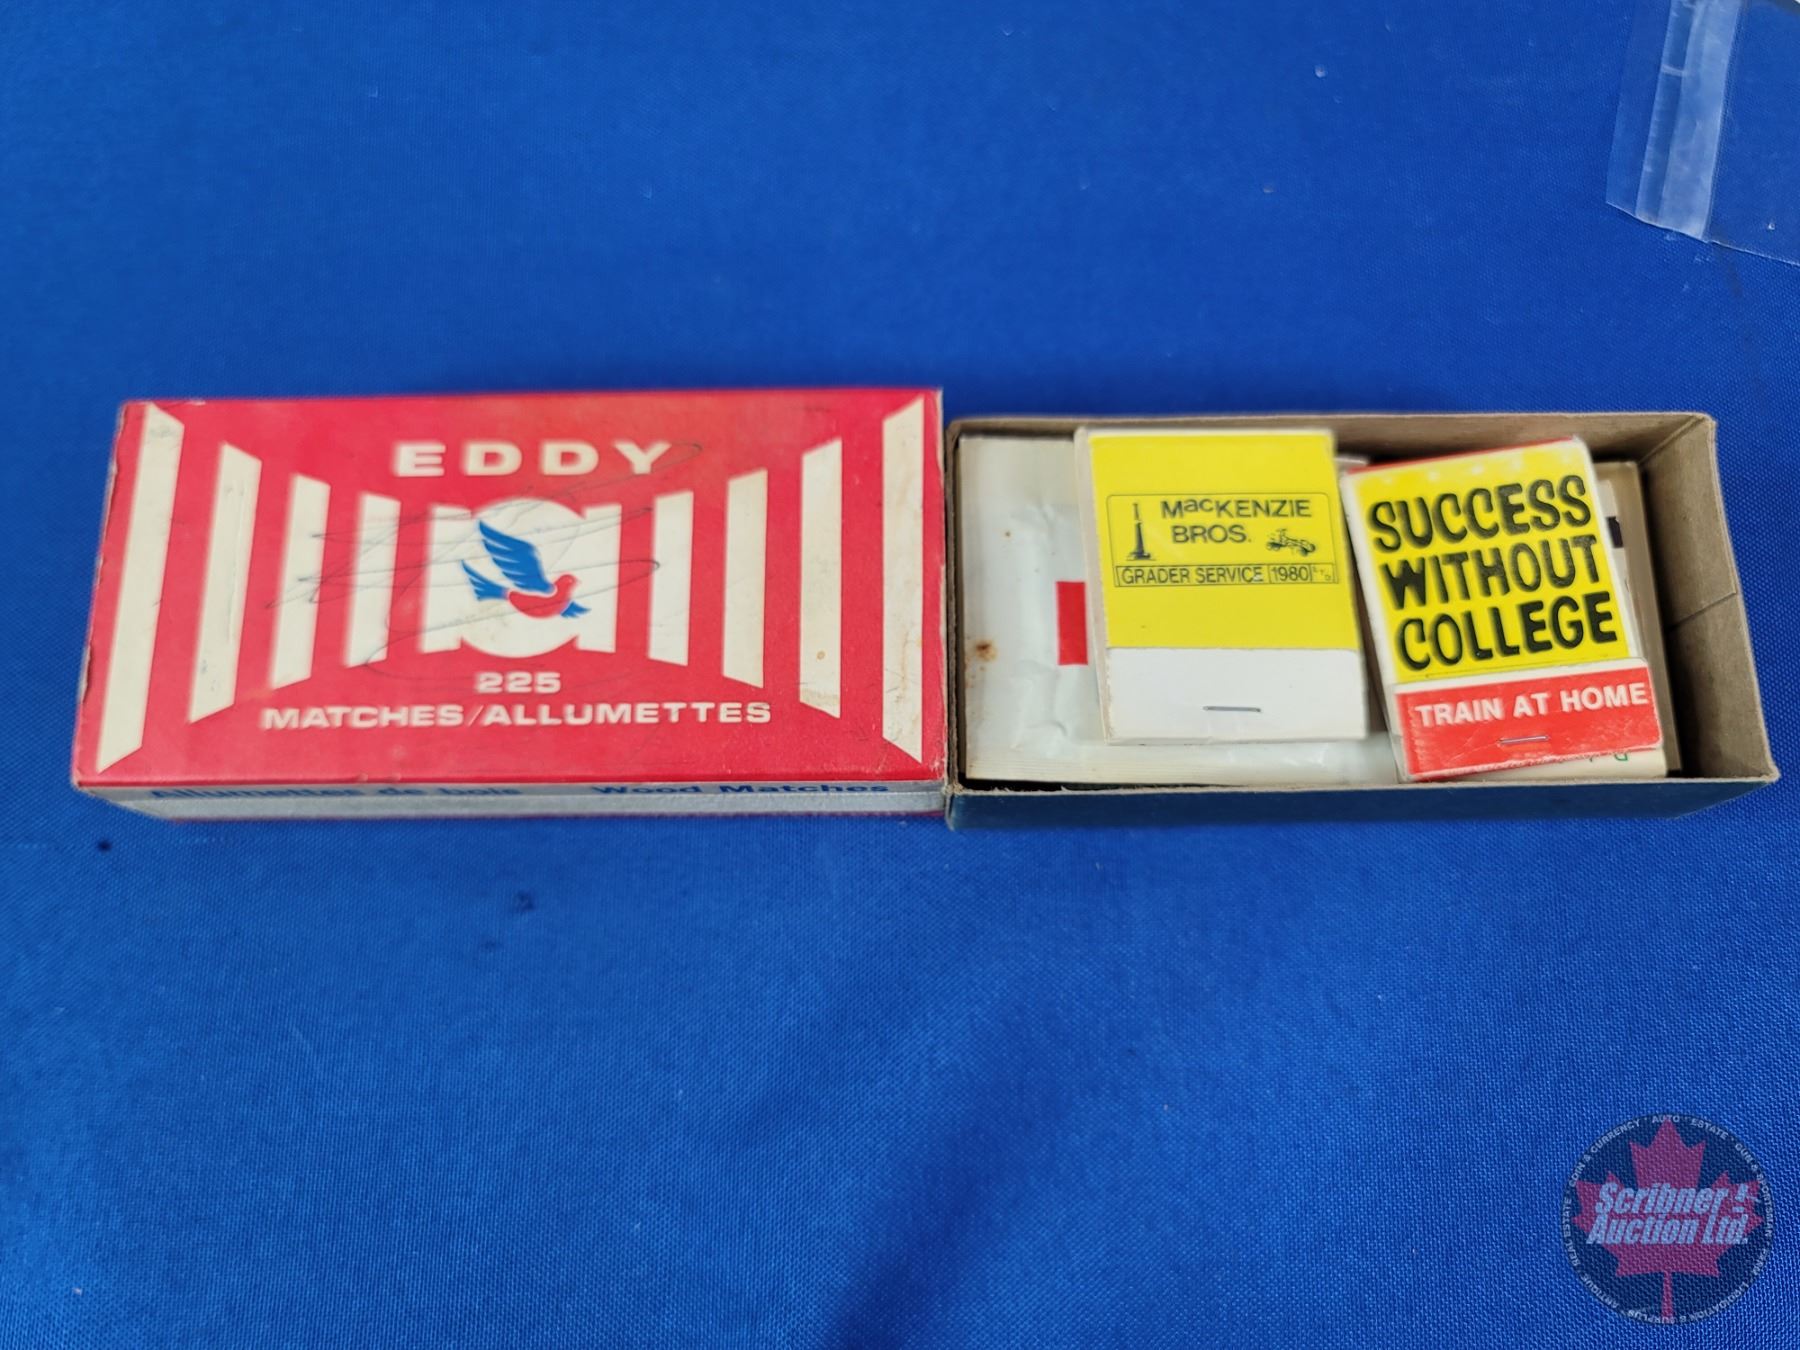 EDDY
225
MATCHES/ALLUMETTES
Allumettes de bois Wood Matches
MacKENZIE
BROS.
GRADER SERVICE 1980 LTD
SUCCESS
WITHOUT
COLLEGE
TRAIN AT HOME
Scribner
Auction Ltd.